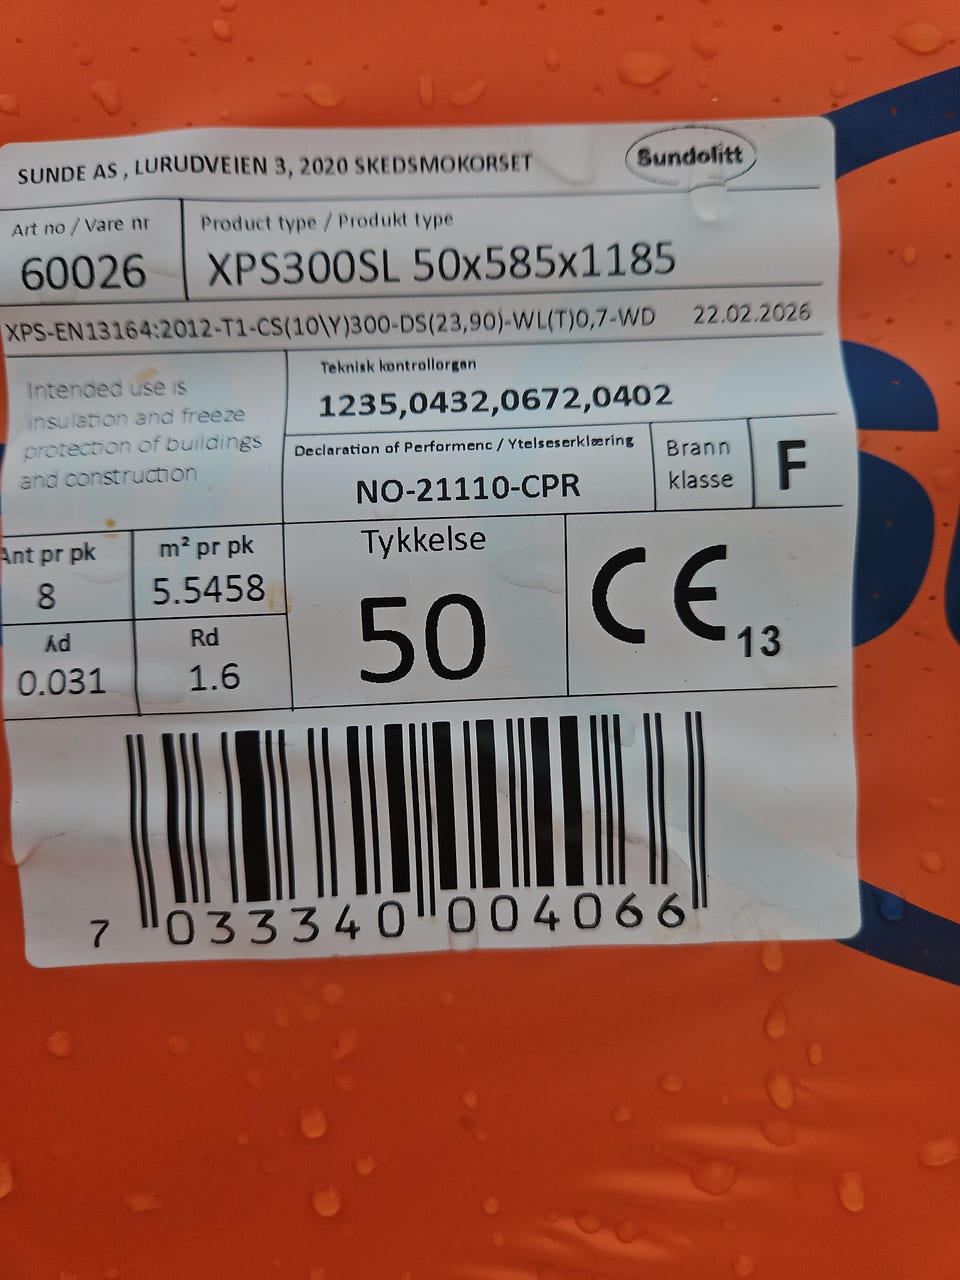 SUNDE AS , LURUDVEIEN 3, 2020 SKEDSMOKORSET
Sundolitt
Art no / Vare nr
60026
Product type / Produkt type
XPS300SL 50x585x1185
XPS-EN13164:2012-T1-CS(10\Y)300-DS(23,90)-WL(T)0,7-WD 22.02.2026
Intended use is
insulation and freeze
protection of buildings
and construction
Teknisk kontrollorgan
1235,0432,0672,0402
Declaration of Performenc / Ytelseserklæring
NO-21110-CPR
Brann
klasse
F
Ant pr pk
8
m² pr pk
5.5458
Λd
0.031
Rd
1.6
Tykkelse
50
CE 13
7 033340 004066